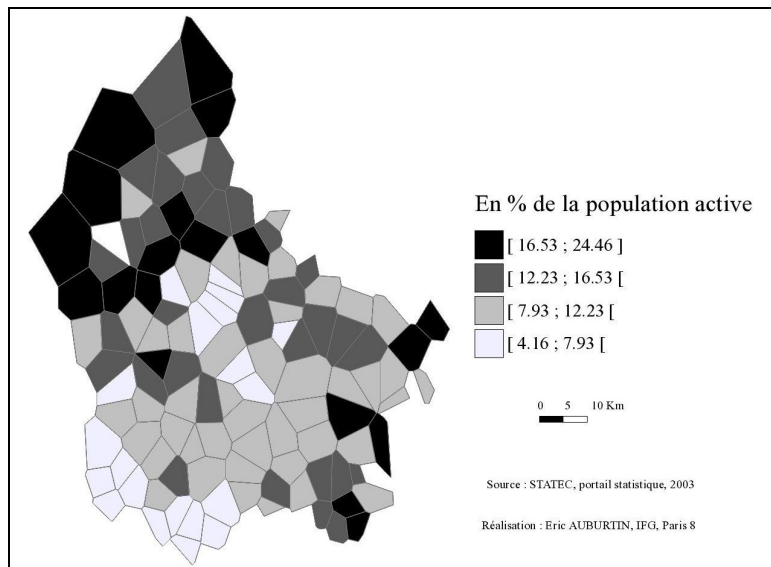 En % de la population active
[ 16.53 ; 24.46 ]
[ 12.23 ; 16.53 [
[ 7.93 ; 12.23 [
[ 4.16 ; 7.93 [
0 5 10 Km
Source : STATEC, portail statistique, 2003
Réalisation : Eric AUBURTIN, IFG, Paris 8